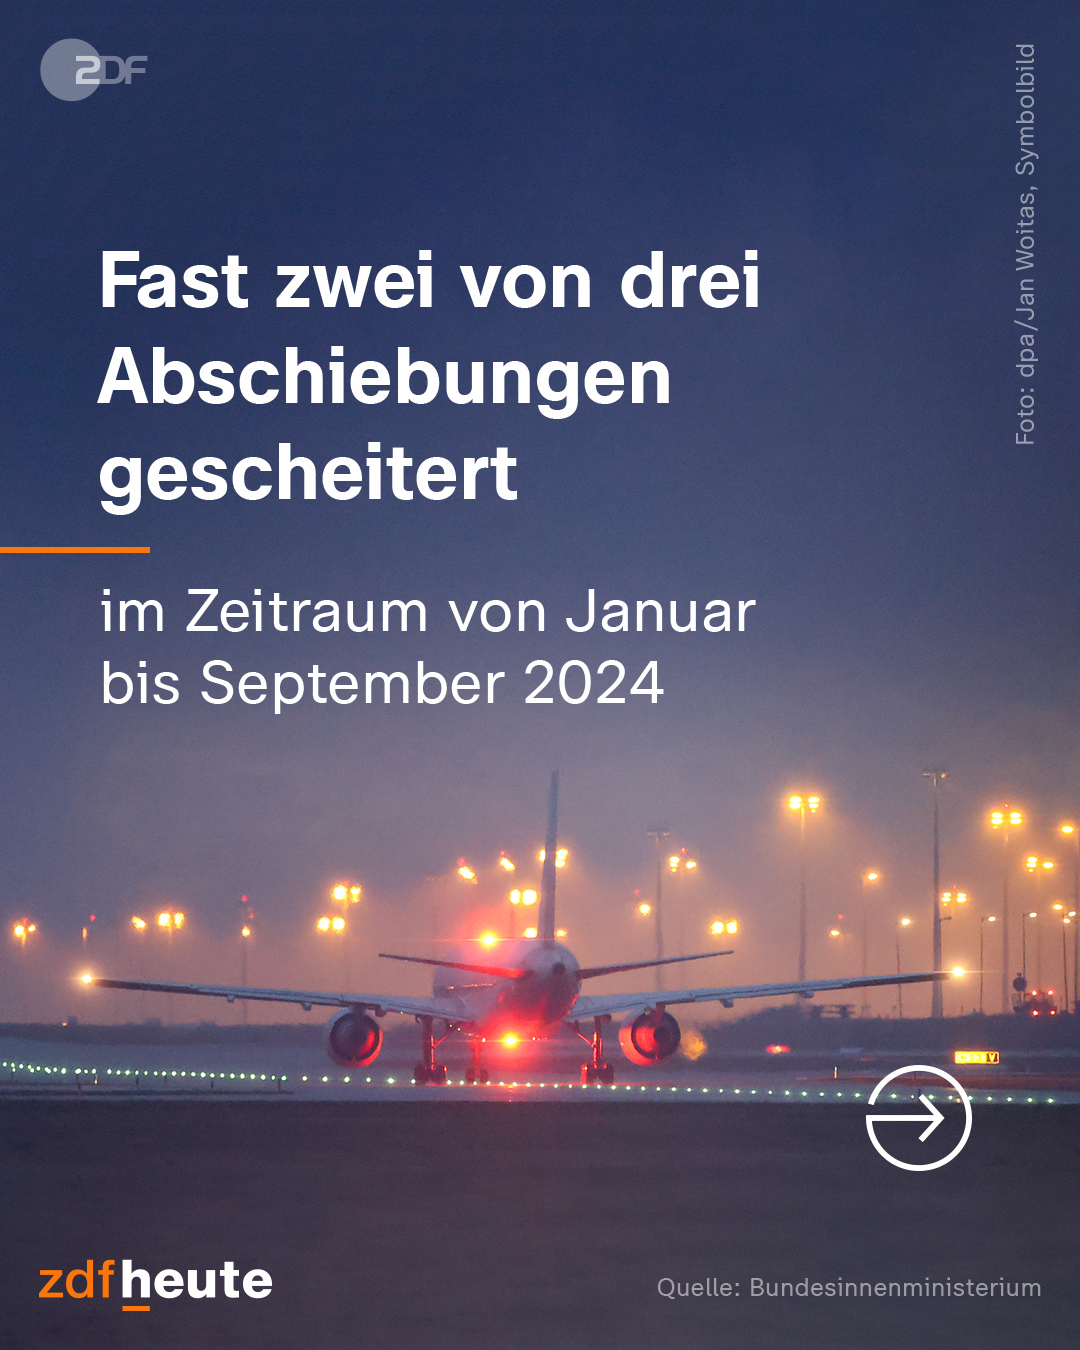 ZDF
Foto: dpa/Jan Woitas, Symbolbild
Fast zwei von drei
Abschiebungen
gescheitert
im Zeitraum von Januar
bis September 2024
zdfheute
Quelle: Bundesinnenministerium